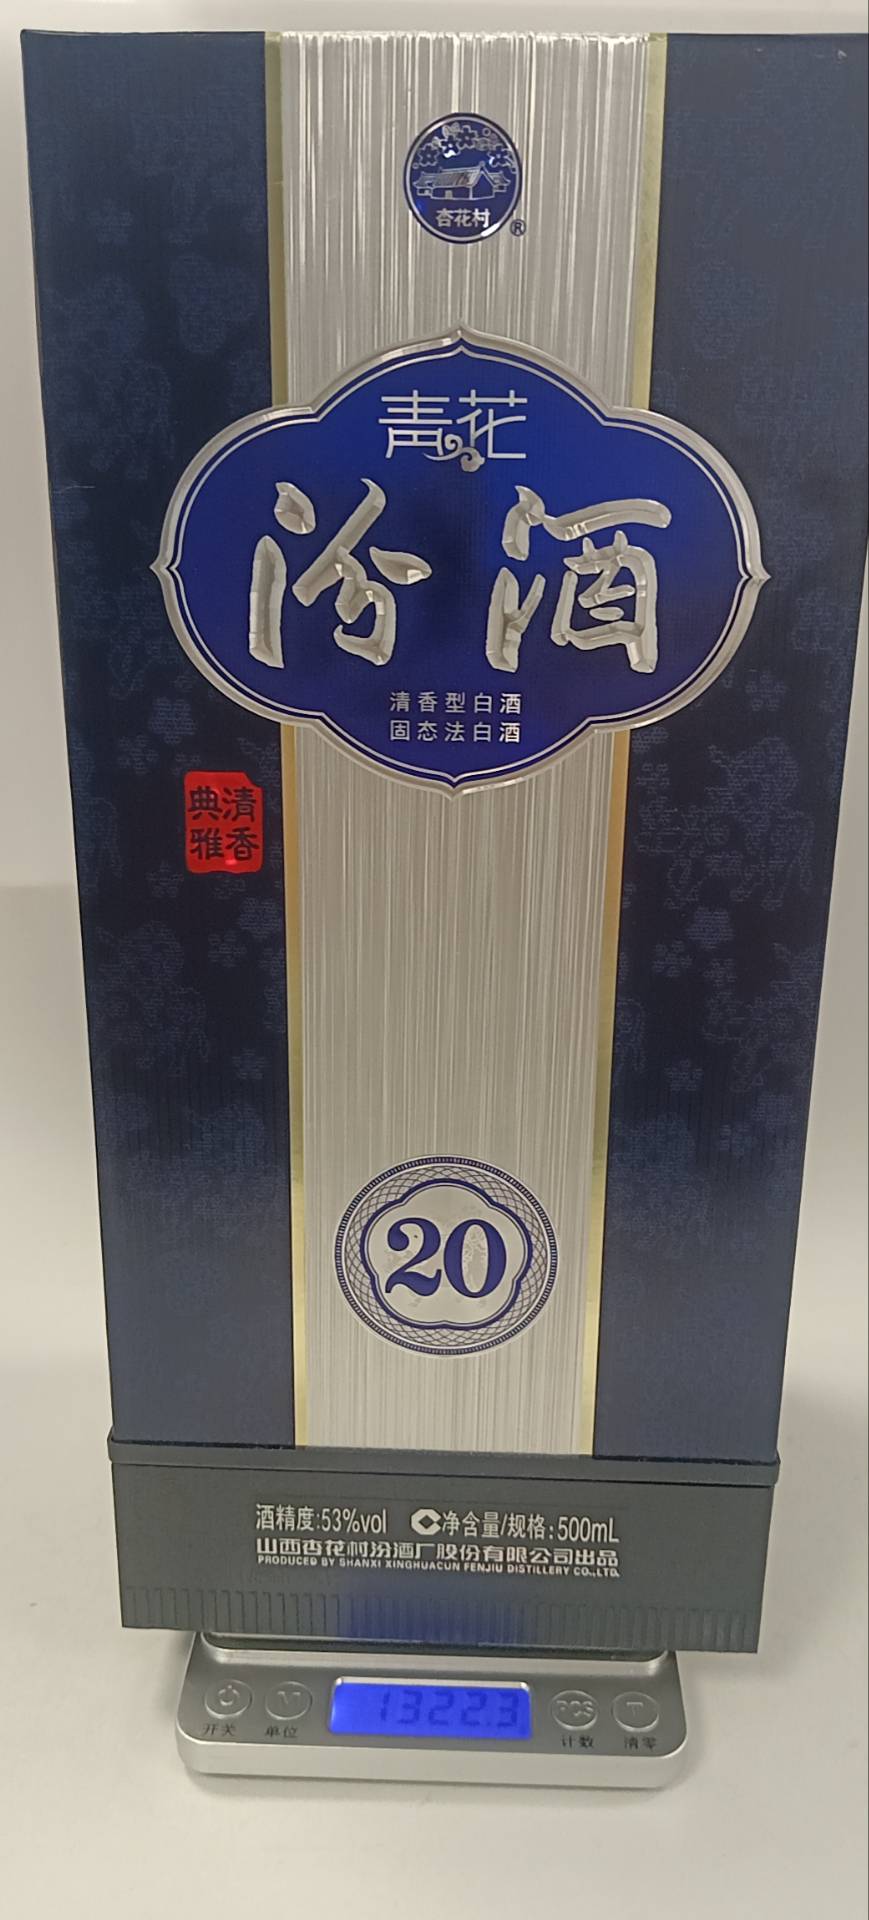 杏花村
®
青花
汾酒
清香型白酒
固态法白酒
清香
典雅
20
酒精度:53%vol 净含量/规格:500mL
山西杏花村汾酒厂股份有限公司出品
PRODUCED BY SHANXI XINGHUACUN FENJIU DISTILLERY CO.,LTD.
1322.3
PCS
T
开关 单位 计数 清零